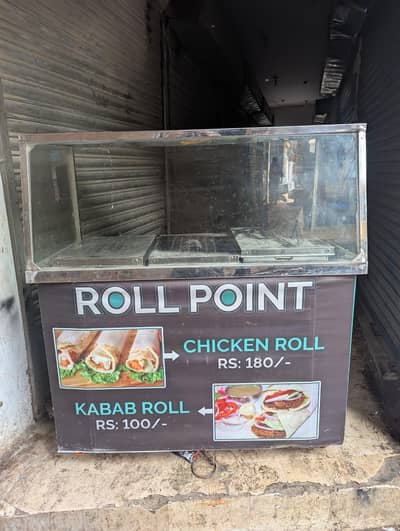 ROLL POINT
CHICKEN ROLL
RS: 180/-
KABAB ROLL
RS: 100/-